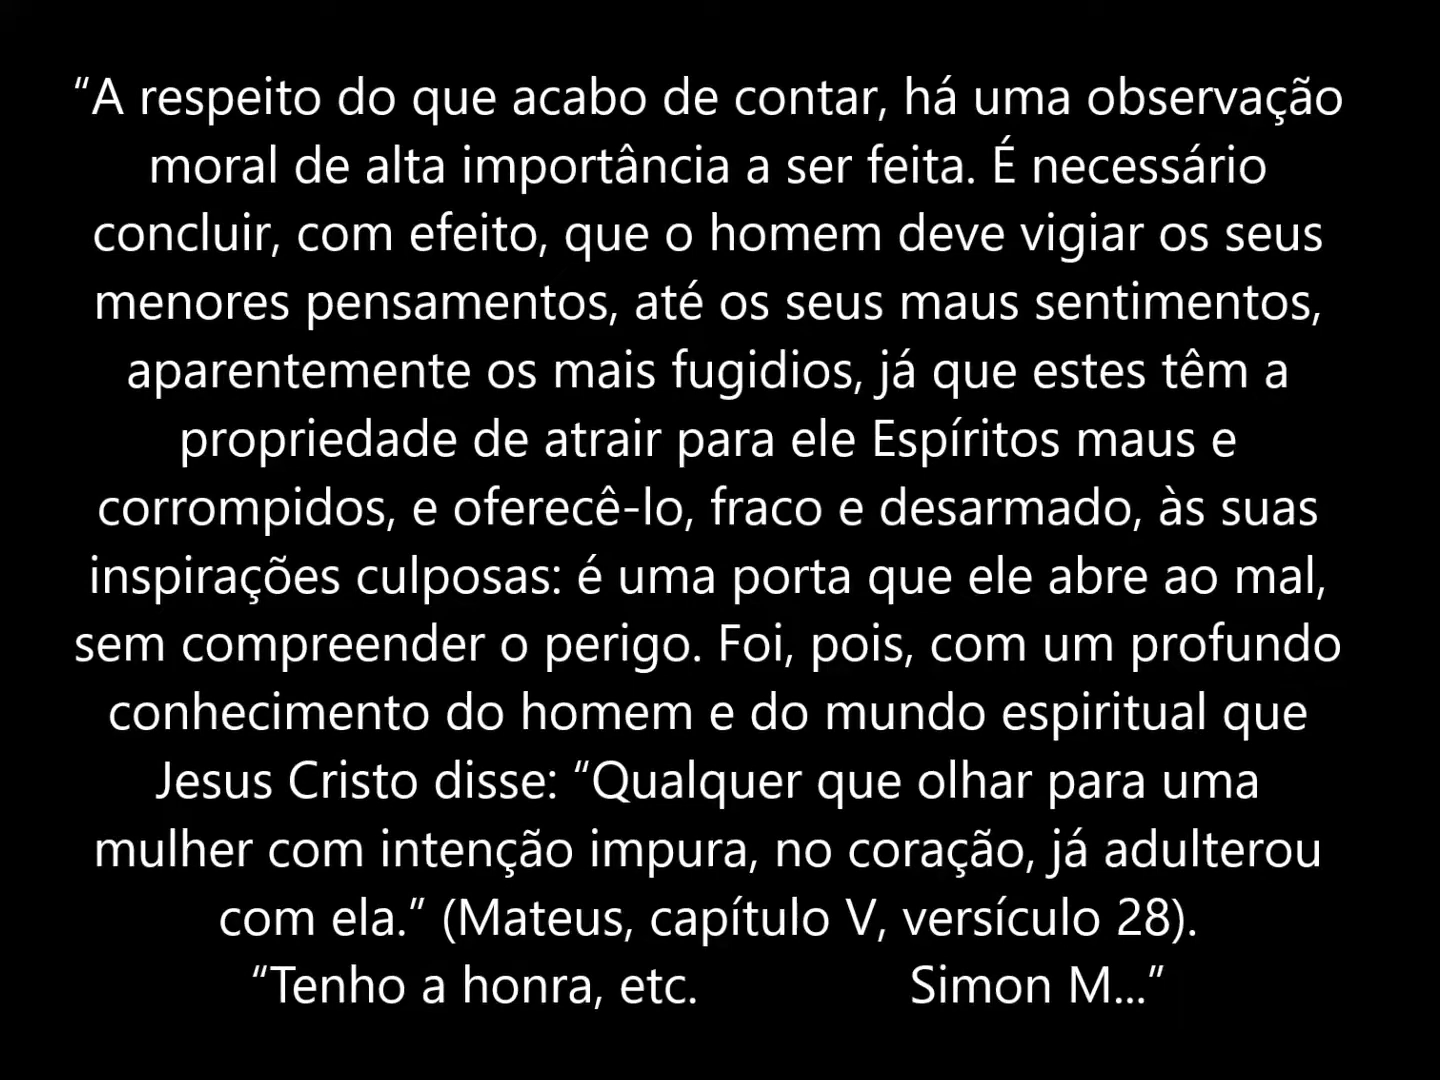 “A respeito do que acabo de contar, há uma observação
moral de alta importância a ser feita. É necessário
concluir, com efeito, que o homem deve vigiar os seus
menores pensamentos, até os seus maus sentimentos,
aparentemente os mais fugidios, já que estes têm a
propriedade de atrair para ele Espíritos maus e
corrompidos, e oferecê-lo, fraco e desarmado, às suas
inspirações culposas: é uma porta que ele abre ao mal,
sem compreender o perigo. Foi, pois, com um profundo
conhecimento do homem e do mundo espiritual que
Jesus Cristo disse: “Qualquer que olhar para uma
mulher com intenção impura, no coração, já adulterou
com ela.” (Mateus, capítulo V, versículo 28).
“Tenho a honra, etc. Simon M...”